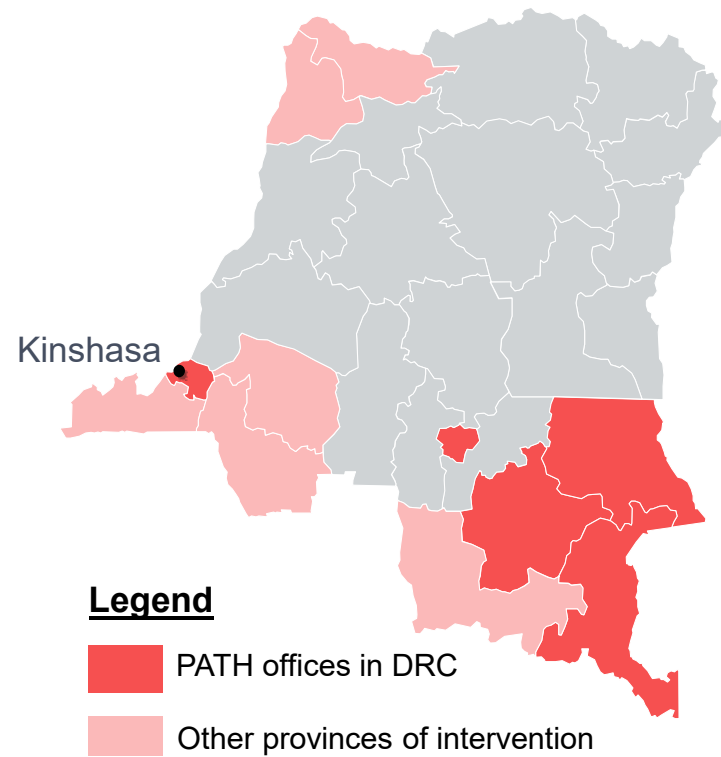 Kinshasa
Legend
PATH offices in DRC
Other provinces of intervention